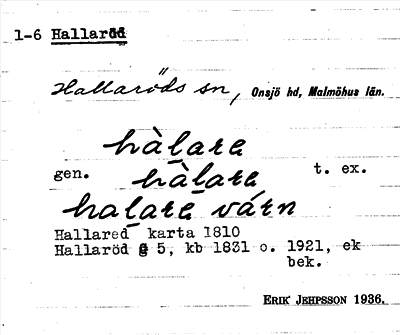 1-6 Hallaröd
Hallaröds sn, Onsjö hd, Malmöhus län.
hàlare
gen. hàlare t. ex.
halare várn
Hallared karta 1810
Hallaröd § 5, kb 1831 o. 1921, ek
bek.
ERIK JEHPSSON 1936.